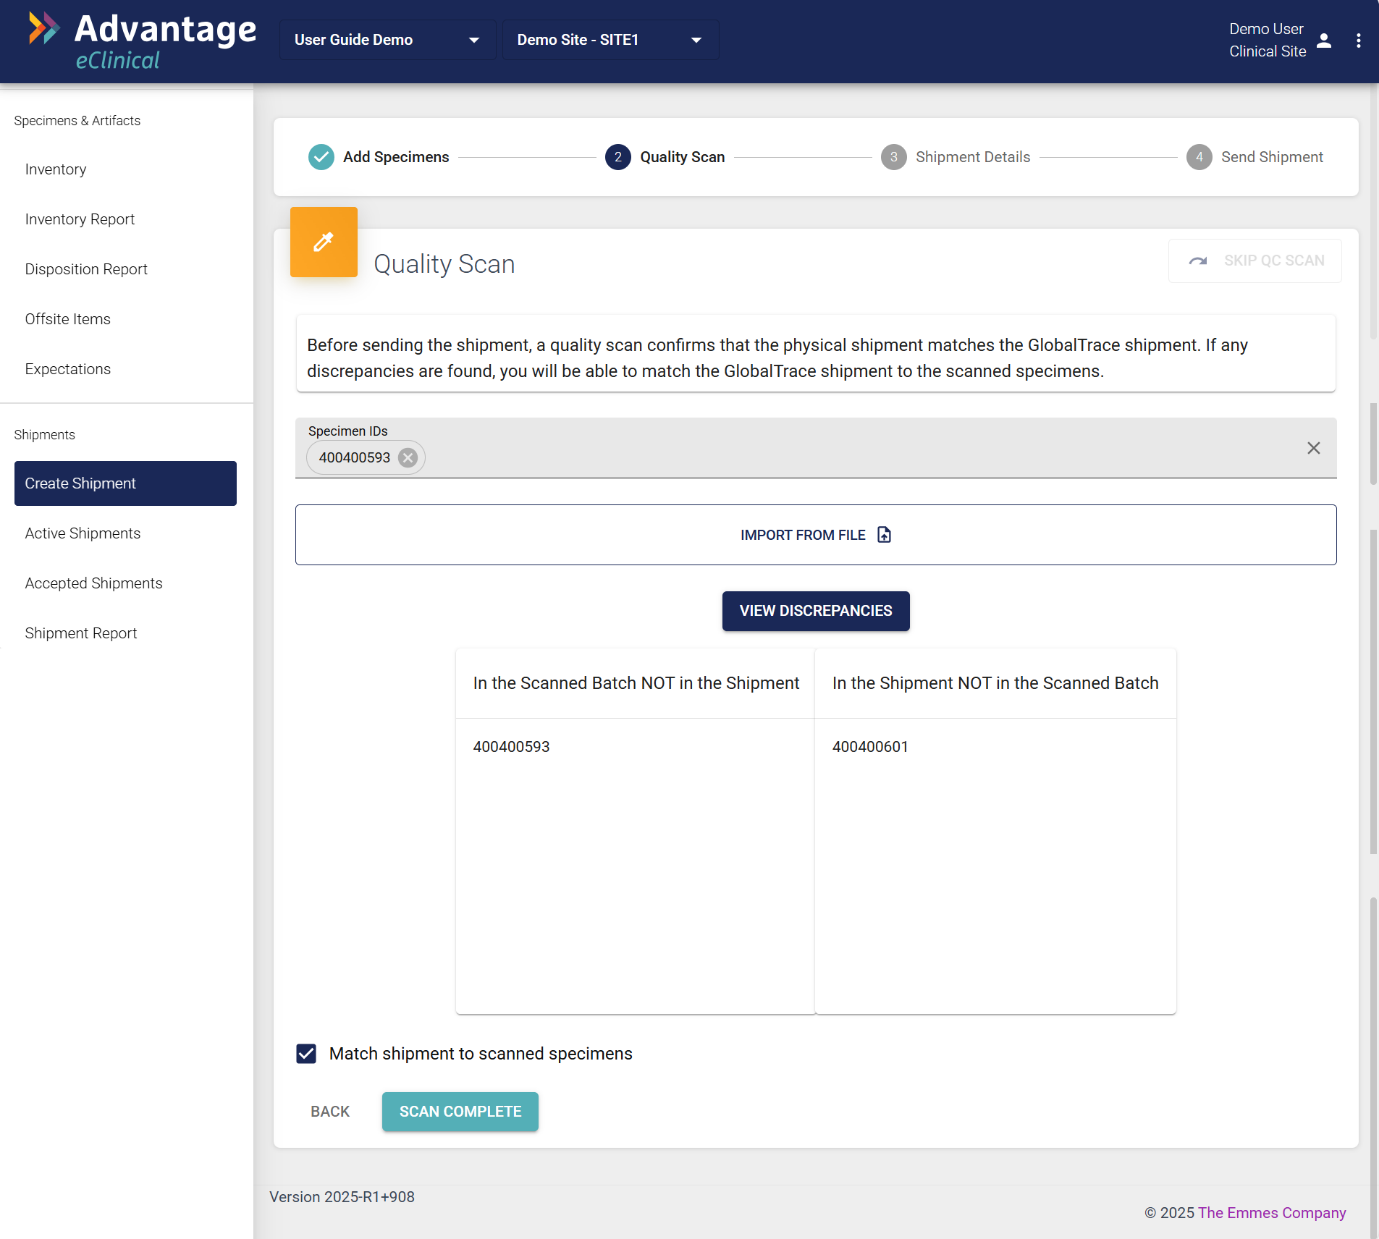 Advantage
eClinical
User Guide Demo
Demo Site - SITE1
Demo User
Clinical Site
Specimens & Artifacts
Inventory
Inventory Report
Disposition Report
Offsite Items
Expectations
Shipments
Create Shipment
Active Shipments
Accepted Shipments
Shipment Report
Add Specimens
2 Quality Scan
3 Shipment Details
4 Send Shipment
Quality Scan
SKIP QC SCAN
Before sending the shipment, a quality scan confirms that the physical shipment matches the GlobalTrace shipment. If any
discrepancies are found, you will be able to match the GlobalTrace shipment to the scanned specimens.
Specimen IDs
400400593
IMPORT FROM FILE
VIEW DISCREPANCIES
In the Scanned Batch NOT in the Shipment
In the Shipment NOT in the Scanned Batch
400400593
400400601
Match shipment to scanned specimens
BACK
SCAN COMPLETE
Version 2025-R1+908
© 2025 The Emmes Company